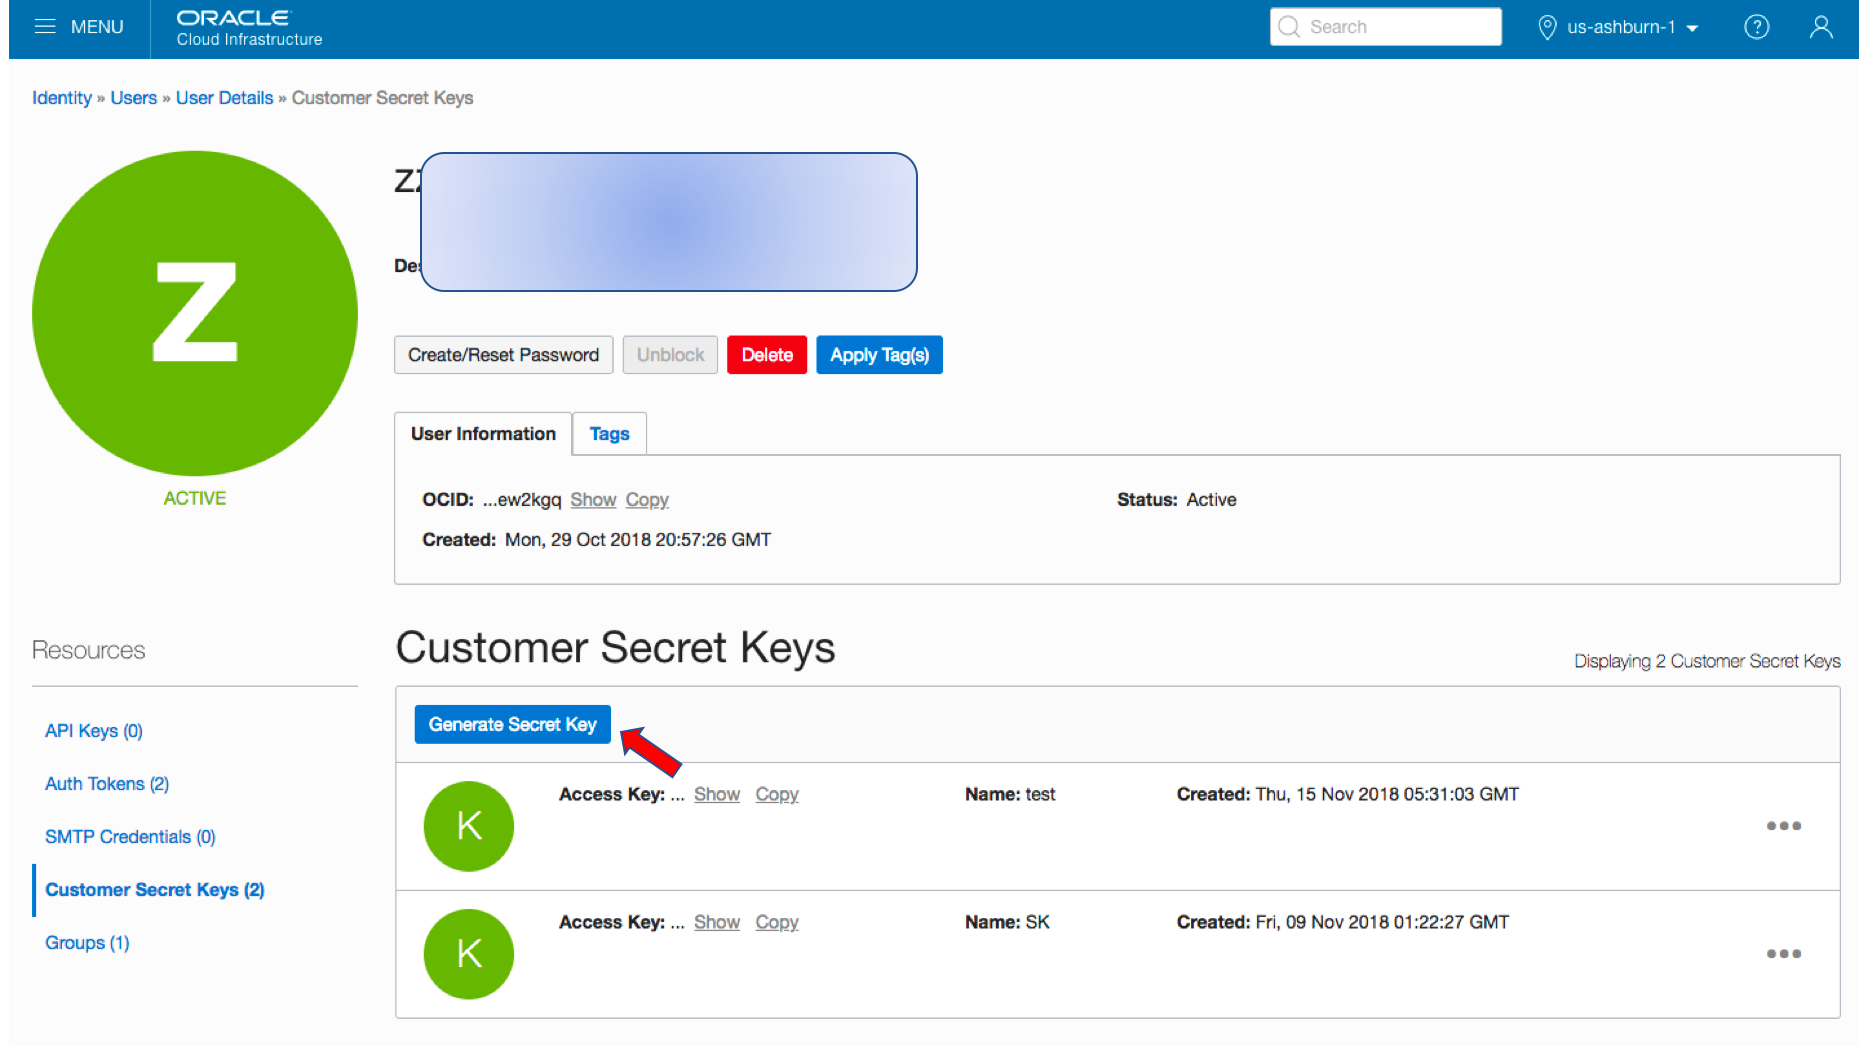 MENU
ORACLE
Cloud Infrastructure
Search
us-ashburn-1
?
Identity » Users » User Details » Customer Secret Keys
Z
ACTIVE
Create/Reset Password
Unblock
Delete
Apply Tag(s)
User Information
Tags
OCID: ...ew2kgq Show Copy
Status: Active
Created: Mon, 29 Oct 2018 20:57:26 GMT
Resources
API Keys (0)
Auth Tokens (2)
SMTP Credentials (0)
Customer Secret Keys (2)
Groups (1)
Customer Secret Keys
Displaying 2 Customer Secret Keys
Generate Secret Key
K
Access Key: ... Show Copy
Name: test
Created: Thu, 15 Nov 2018 05:31:03 GMT
K
Access Key: ... Show Copy
Name: SK
Created: Fri, 09 Nov 2018 01:22:27 GMT